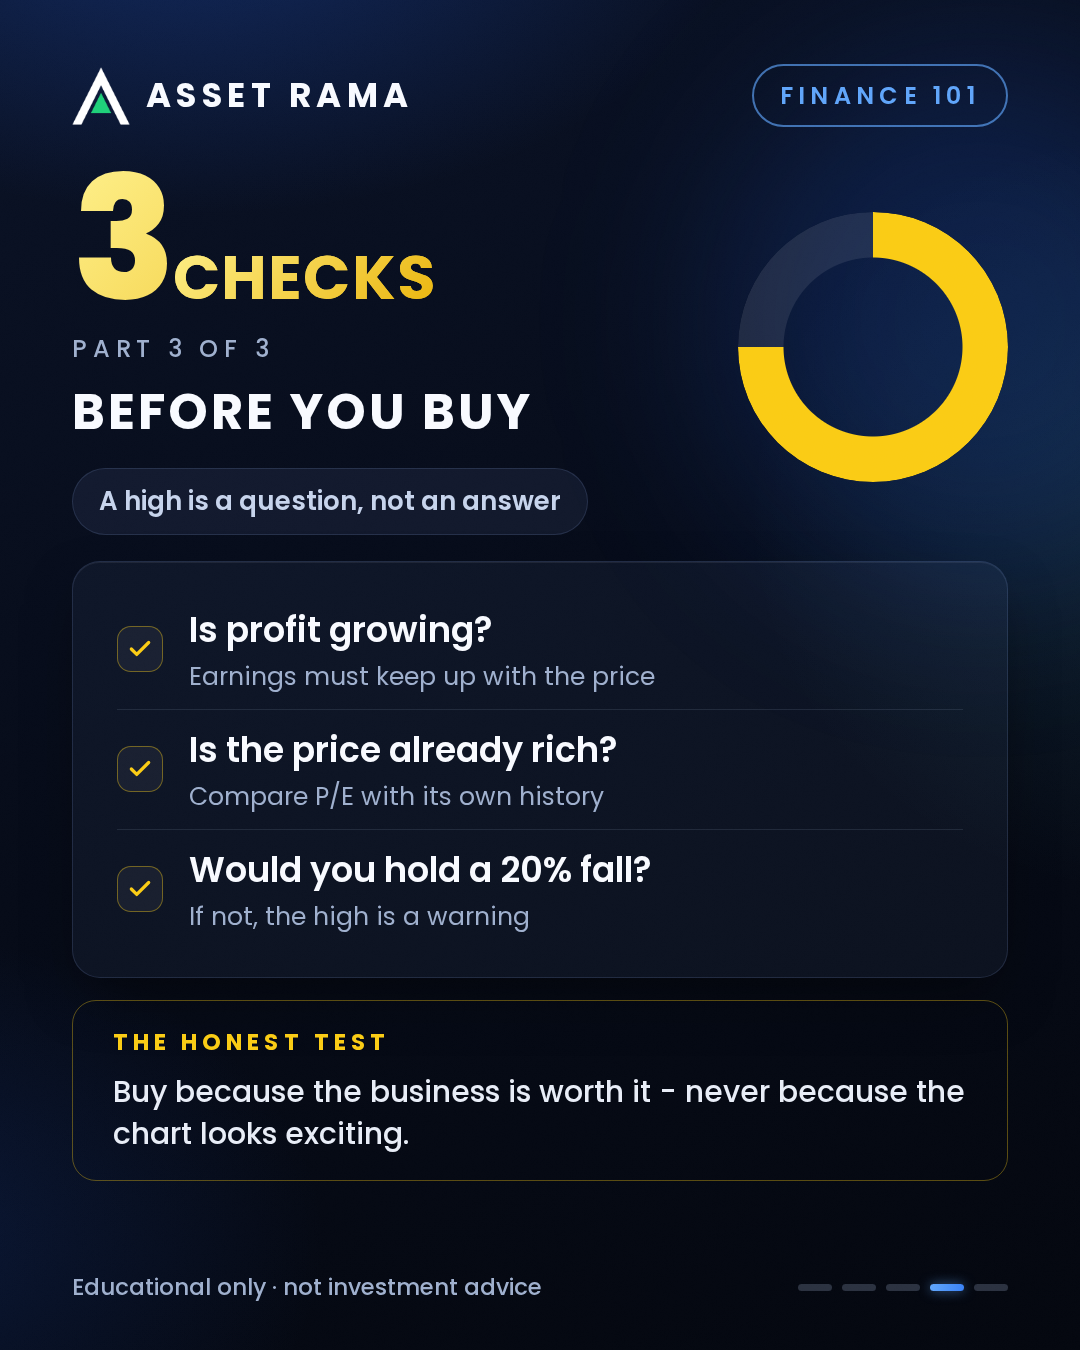 ASSET RAMA
FINANCE 101
3 CHECKS
PART 3 OF 3
BEFORE YOU BUY
A high is a question, not an answer
Is profit growing?
Earnings must keep up with the price
Is the price already rich?
Compare P/E with its own history
Would you hold a 20% fall?
If not, the high is a warning
THE HONEST TEST
Buy because the business is worth it - never because the
chart looks exciting.
Educational only · not investment advice